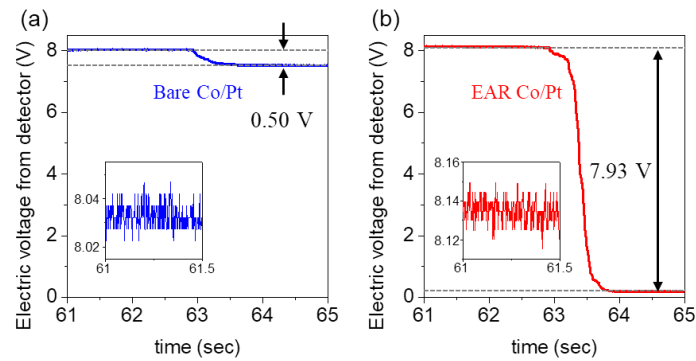 (a)
Electric voltage from detector (V)
8
6
4
2
0
Bare Co/Pt
0.50 V
8.04
8.02
61
61.5
61
62
63
64
65
time (sec)
(b)
Electric voltage from detector (V)
8
6
4
2
0
EAR Co/Pt
7.93 V
8.16
8.14
8.12
61
61.5
61
62
63
64
65
time (sec)